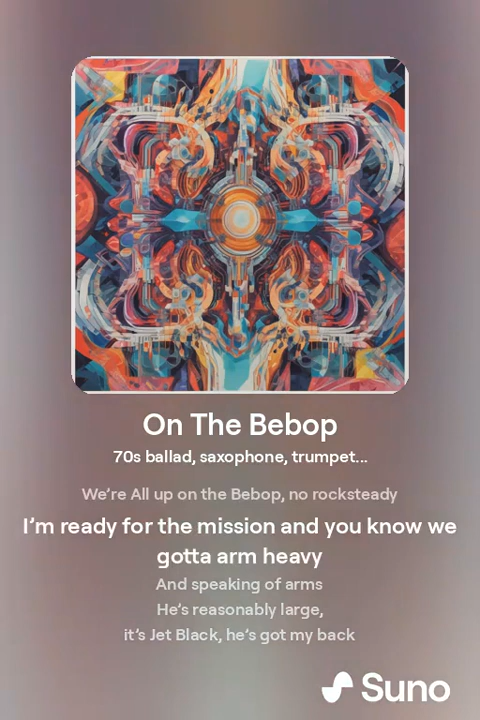 On The Bebop
70s ballad, saxophone, trumpet...
We're All up on the Bebop, no rocksteady
I'm ready for the mission and you know we
gotta arm heavy
And speaking of arms
He's reasonably large,
it's Jet Black, he's got my back
Suno